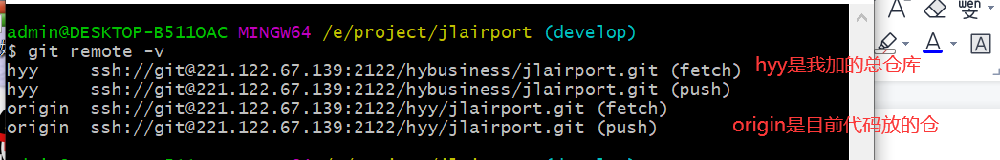 admin@DESKTOP-B511OAC MINGW64 /e/project/jlairport (develop)
$ git remote -v
hyy ssh://git@221.122.67.139:2122/hybusiness/jlairport.git (fetch)
hyy ssh://git@221.122.67.139:2122/hybusiness/jlairport.git (push)
origin ssh://git@221.122.67.139:2122/hyy/jlairport.git (fetch)
origin ssh://git@221.122.67.139:2122/hyy/jlairport.git (push)
hyy是我加的总仓库
origin是目前代码放的仓
wén
A
A